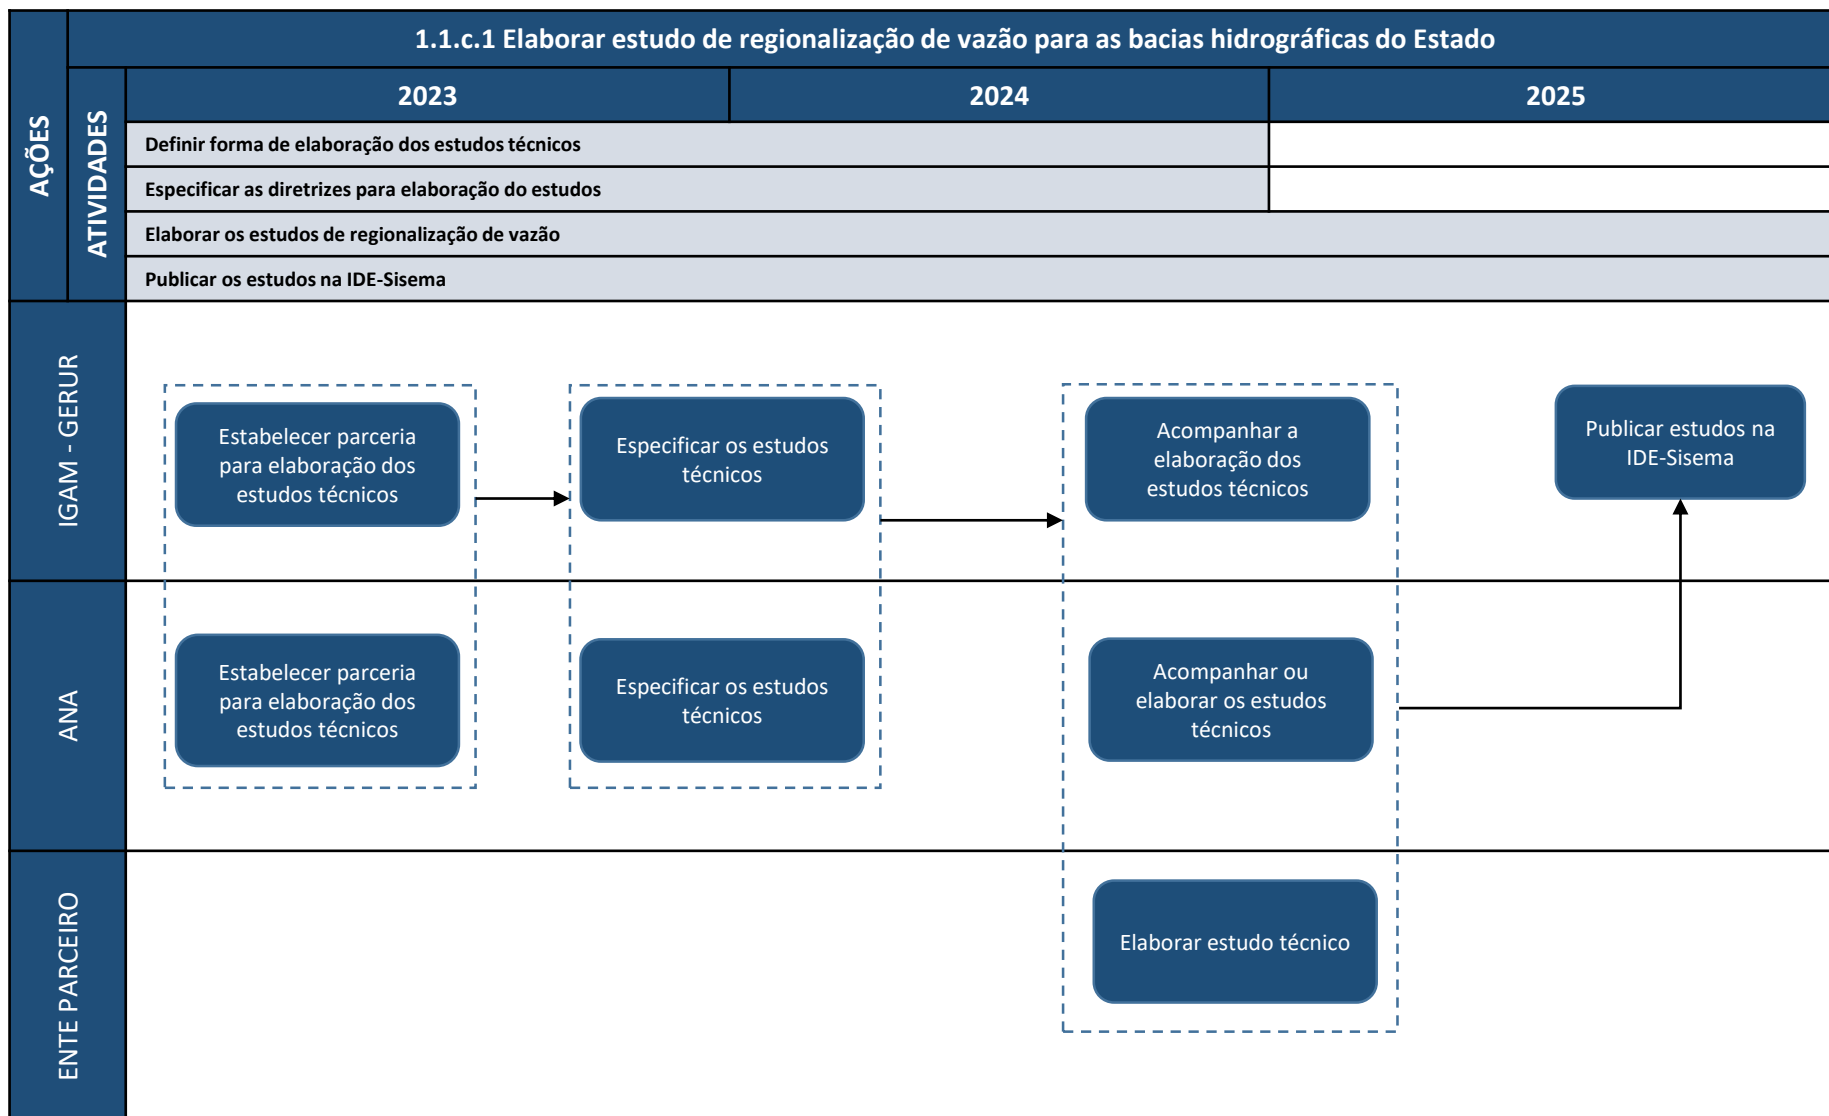 1.1.c.1 Elaborar estudo de regionalização de vazão para as bacias hidrográficas do Estado
AÇÕES
ATIVIDADES
2023
2024
2025
Definir forma de elaboração dos estudos técnicos
Especificar as diretrizes para elaboração do estudos
Elaborar os estudos de regionalização de vazão
Publicar os estudos na IDE-Sisema
IGAM - GERUR
Estabelecer parceria
para elaboração dos
estudos técnicos
Especificar os estudos
técnicos
Acompanhar a
elaboração dos
estudos técnicos
Publicar estudos na
IDE-Sisema
ANA
Estabelecer parceria
para elaboração dos
estudos técnicos
Especificar os estudos
técnicos
Acompanhar ou
elaborar os estudos
técnicos
ENTE PARCEIRO
Elaborar estudo técnico